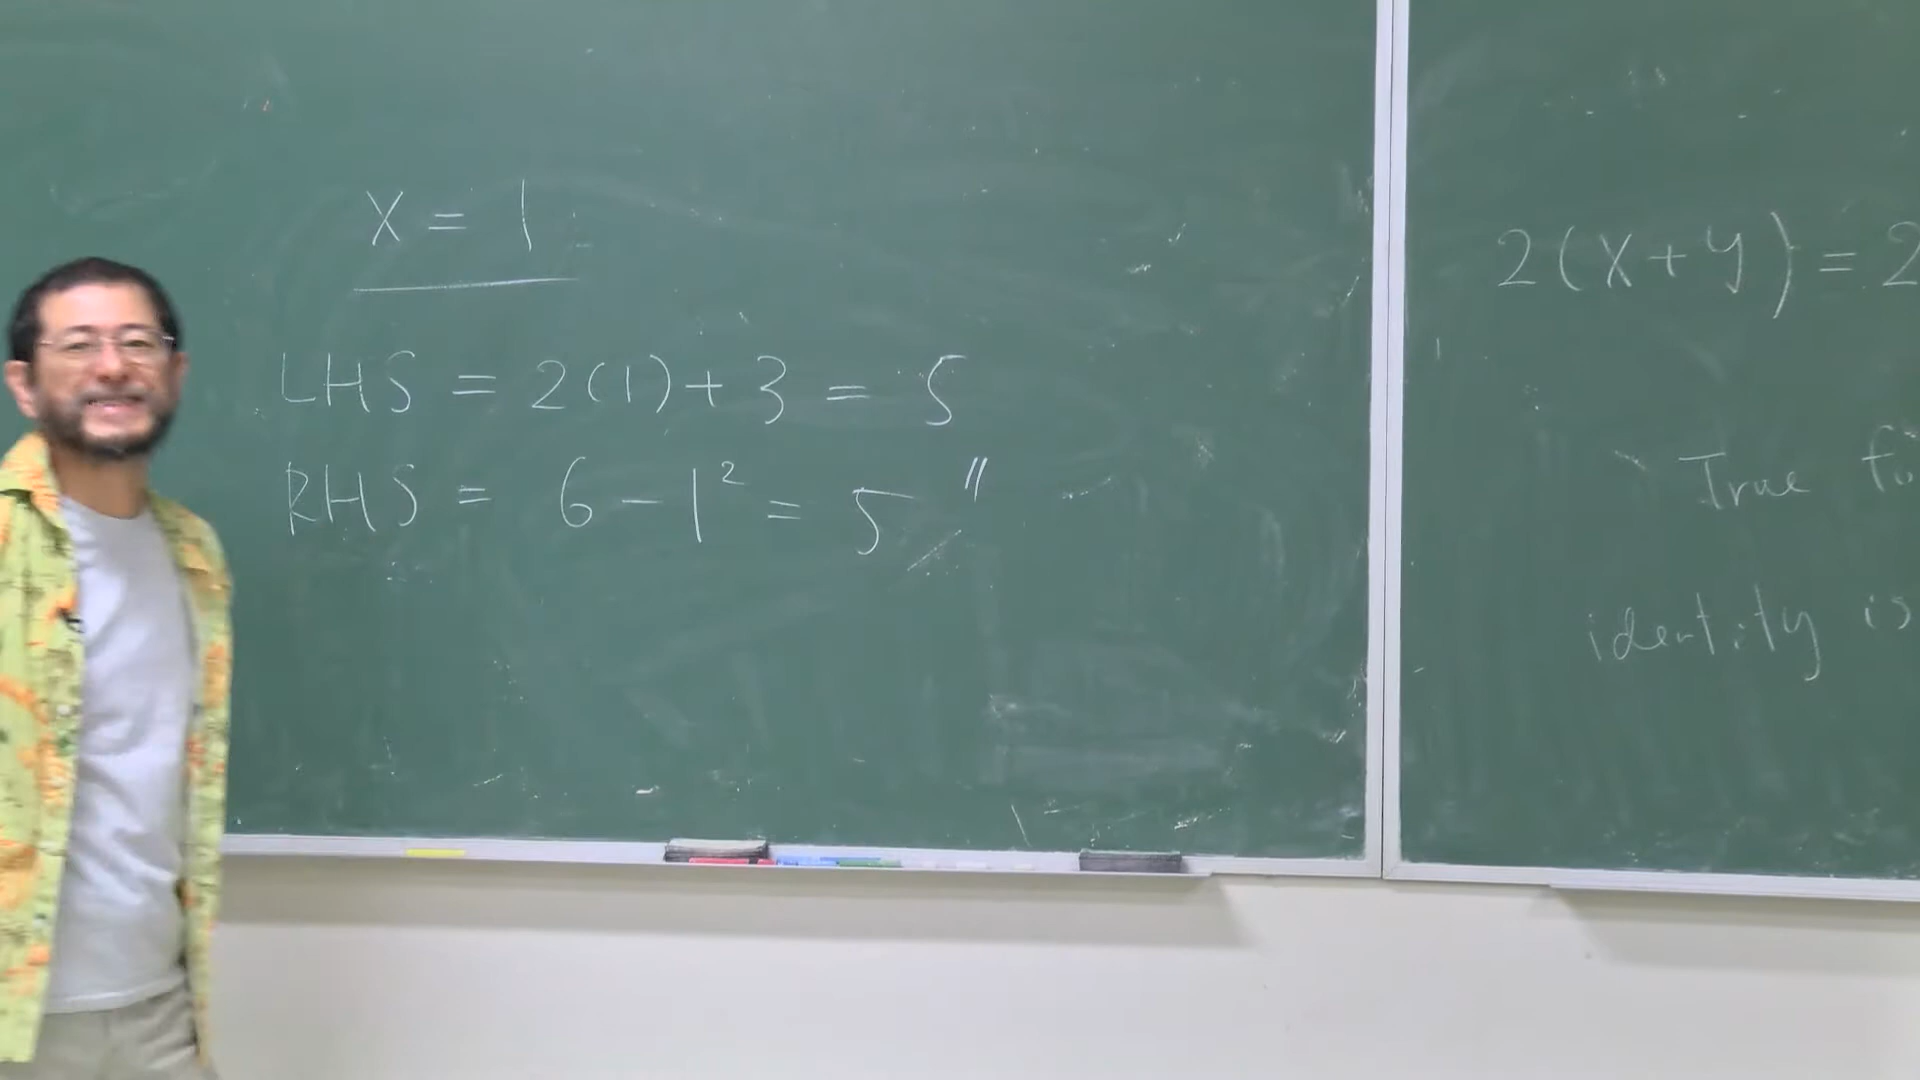 x = 1
LHS = 2(1) + 3 = 5
RHS = 6 - 1² = 5 "
2(x + y) = 2
True
identity is